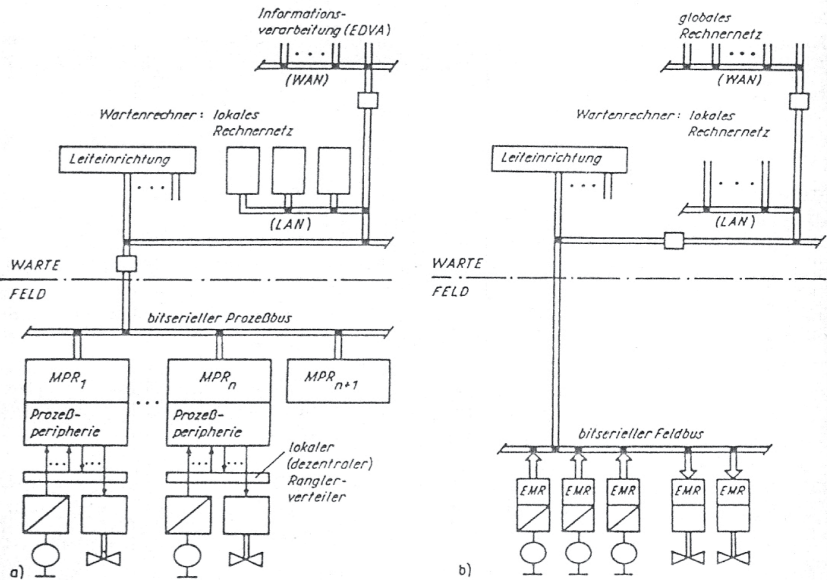 Informations-
verarbeitung (EDVA)
(WAN)
Wartenrechner: lokales
Rechnernetz
Leiteinrichtung
(LAN)
WARTE
FELD
bitserieller Prozeßbus
MPR1
MPRn
MPRn+1
Prozeß-
peripherie
Prozeß-
peripherie
lokaler
(dezentraler)
Rangler-
verteiler
a)
globales
Rechnernetz
(WAN)
Wartenrechner: lokales
Rechnernetz
Leiteinrichtung
(LAN)
WARTE
FELD
bitserieller Feldbus
EMR
EMR
EMR
EMR
EMR
b)